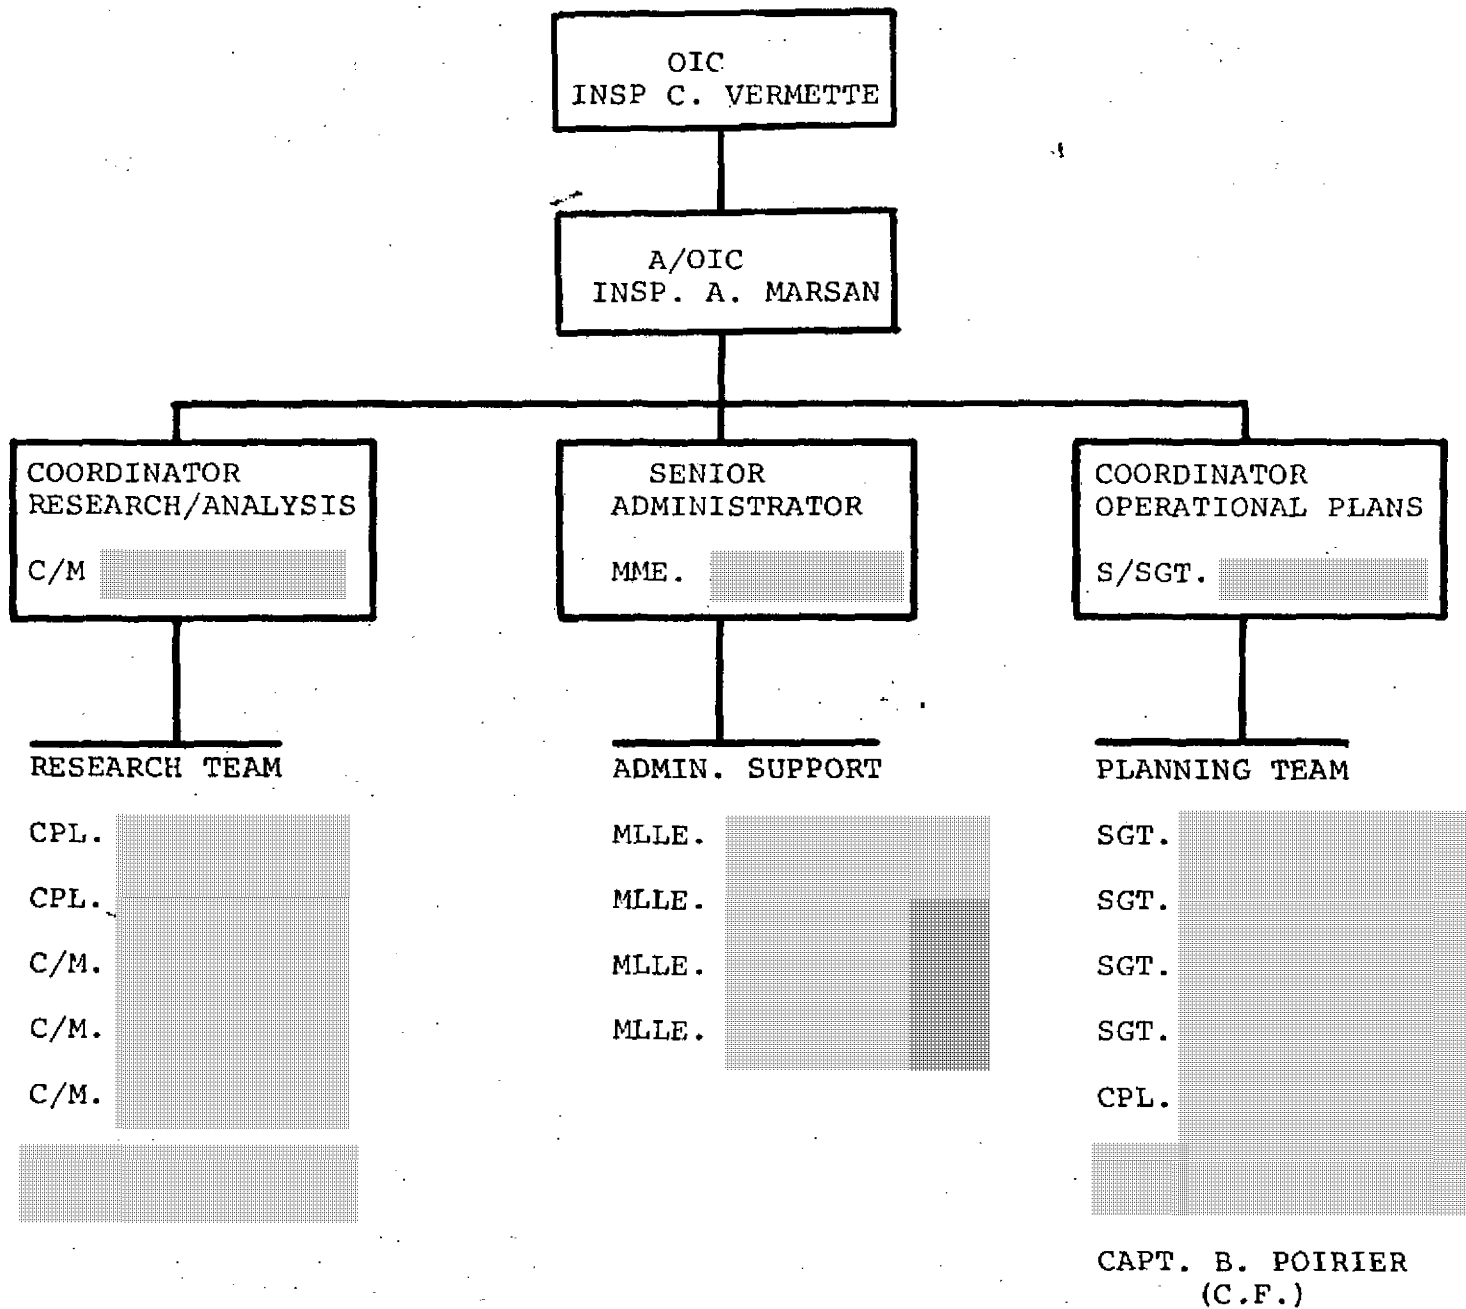 OIC
INSP C. VERMETTE
A/OIC
INSP. A. MARSAN
COORDINATOR
RESEARCH/ANALYSIS
C/M
SENIOR
ADMINISTRATOR
MME.
COORDINATOR
OPERATIONAL PLANS
S/SGT.
RESEARCH TEAM
CPL.
CPL.
C/M.
C/M.
C/M.
ADMIN. SUPPORT
MLLE.
MLLE.
MLLE.
MLLE.
PLANNING TEAM
SGT.
SGT.
SGT.
SGT.
CPL.
CAPT. B. POIRIER
(C.F.)